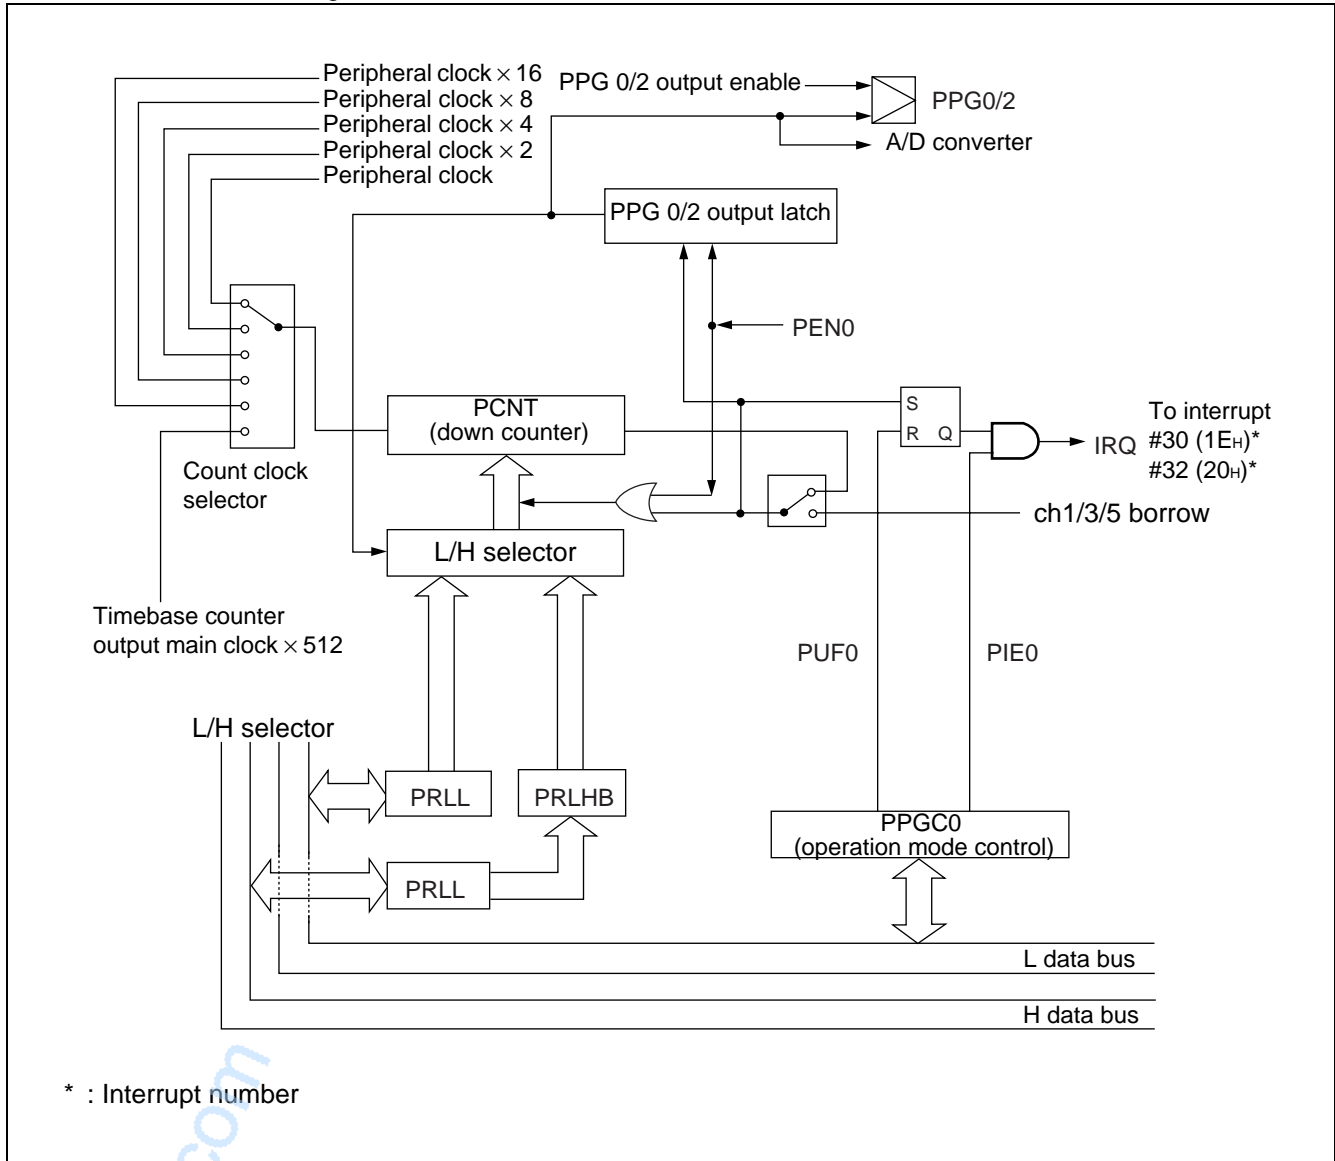 Peripheral clock × 16
Peripheral clock × 8
Peripheral clock × 4
Peripheral clock × 2
Peripheral clock
PPG 0/2 output enable
PPG0/2
A/D converter
PPG 0/2 output latch
PEN0
Count clock
selector
PCNT
(down counter)
S
R Q
IRQ
To interrupt
#30 (1EH)*
#32 (20H)*
ch1/3/5 borrow
L/H selector
Timebase counter
output main clock × 512
PUF0
PIE0
L/H selector
PRLL
PRLHB
PRLL
PPGC0
(operation mode control)
L data bus
H data bus
* : Interrupt number
.com